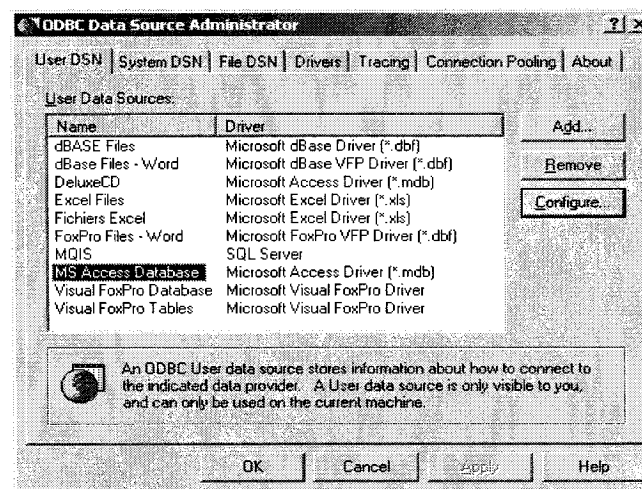 ODBC Data Source Administrator
User DSN System DSN File DSN Drivers Tracing Connection Pooling About
User Data Sources:
Name Driver
dBASE Files Microsoft dBase Driver (*.dbf)
dBase Files - Word Microsoft dBase VFP Driver (*.dbf)
DeluxeCD Microsoft Access Driver (*.mdb)
Excel Files Microsoft Excel Driver (*.xls)
Fichiers Excel Microsoft Excel Driver (*.xls)
FoxPro Files - Word Microsoft FoxPro VFP Driver (*.dbf)
MQIS SQL Server
MS Access Database Microsoft Access Driver (*.mdb)
Visual FoxPro Database Microsoft Visual FoxPro Driver
Visual FoxPro Tables Microsoft Visual FoxPro Driver
Add...
Remove
Configure...
An ODBC User data source stores information about how to connect to
the indicated data provider. A User data source is only visible to you,
and can only be used on the current machine.
OK Cancel Apply Help